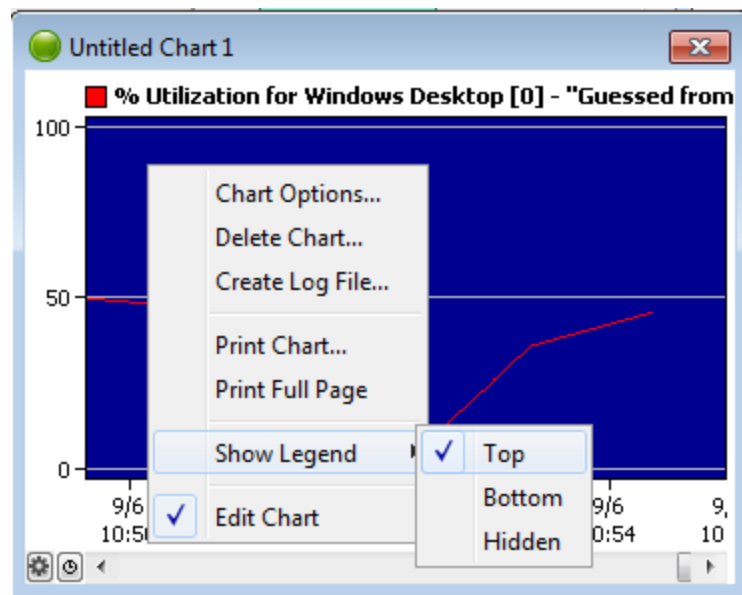 Untitled Chart 1
% Utilization for Windows Desktop [0] - "Guessed from
100
Chart Options...
Delete Chart...
Create Log File...
50
Print Chart...
Print Full Page
Show Legend
Top
0
Bottom
9/6
Edit Chart
9/6
9,
Hidden
0:54
10